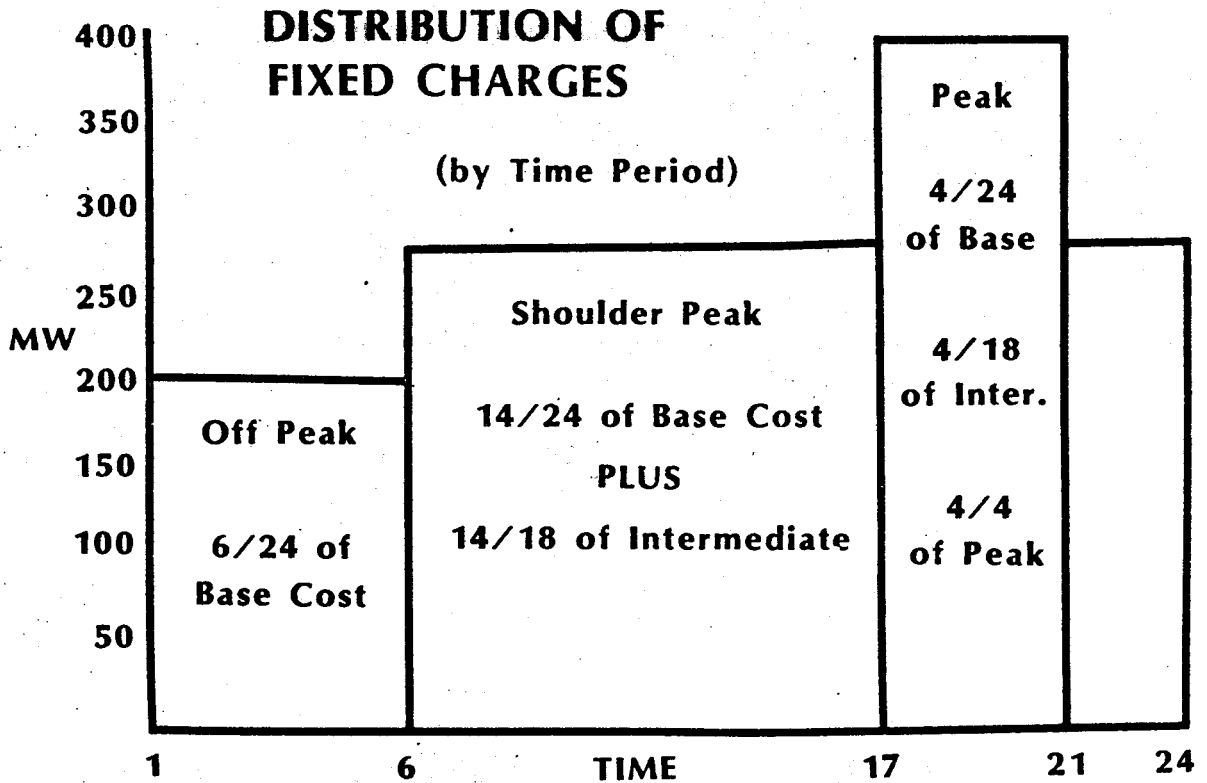 DISTRIBUTION OF
FIXED CHARGES
(by Time Period)
400
350
300
250
MW
200
150
100
50
Off Peak
6/24 of
Base Cost
Shoulder Peak
14/24 of Base Cost
PLUS
14/18 of Intermediate
Peak
4/24
of Base
4/18
of Inter.
4/4
of Peak
1 6 TIME 17 21 24